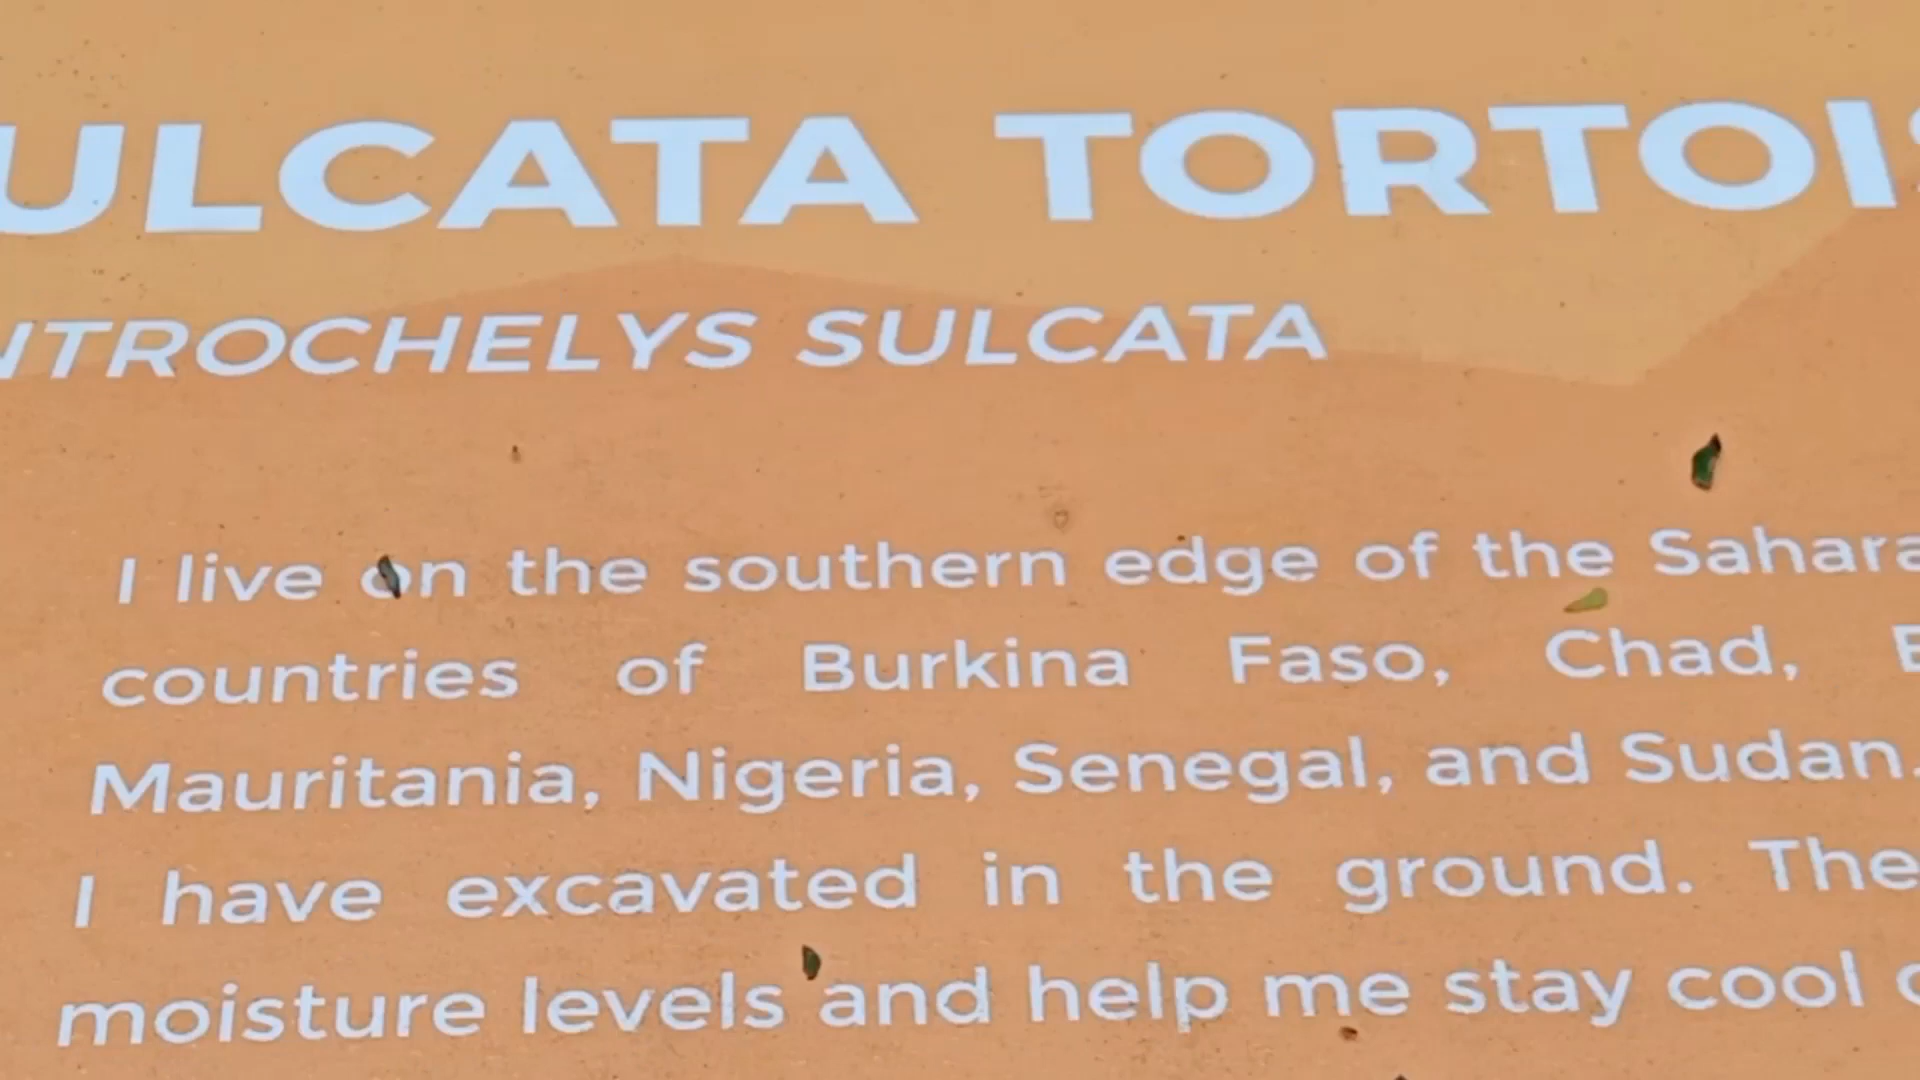 ULCATA TORTOIS
NTROCHELYS SULCATA
I live on the southern edge of the Sahara
countries of Burkina Faso, Chad, E
Mauritania, Nigeria, Senegal, and Sudan.
I have excavated in the ground. The
moisture levels and help me stay cool